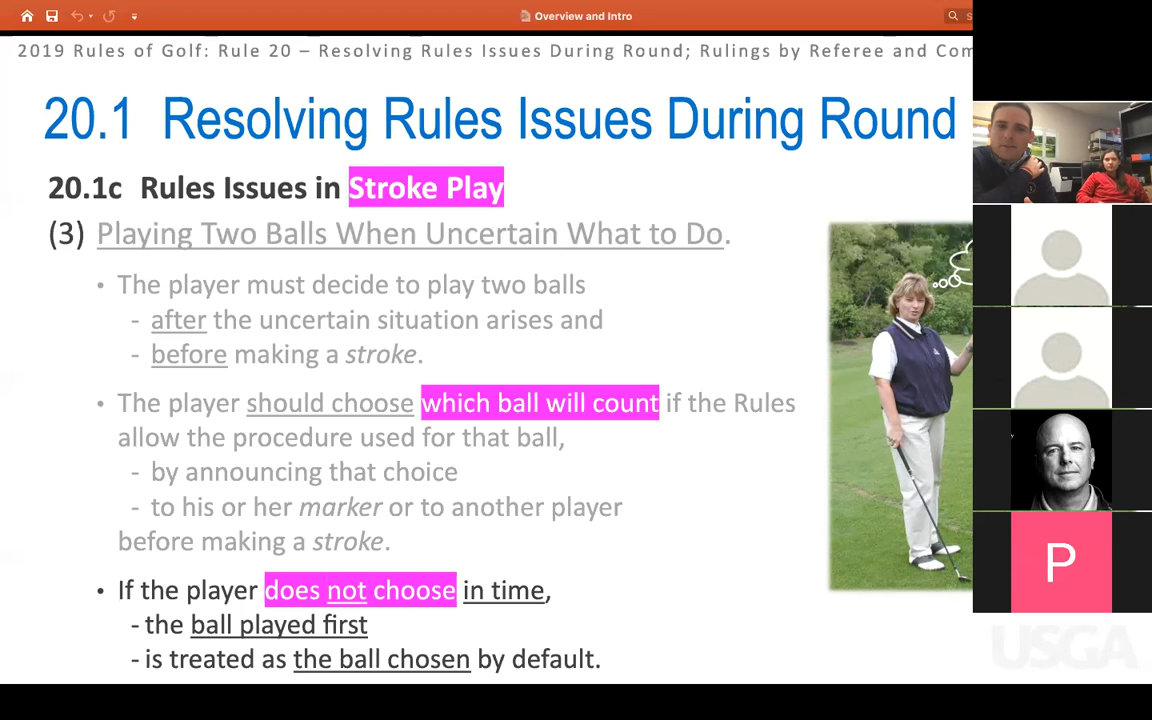 Overview and Intro
S
2019 Rules of Golf: Rule 20 – Resolving Rules Issues During Round; Rulings by Referee and Com
20.1 Resolving Rules Issues During Round
20.1c Rules Issues in Stroke Play
(3) Playing Two Balls When Uncertain What to Do.
• The player must decide to play two balls
- after the uncertain situation arises and
- before making a stroke.
• The player should choose which ball will count if the Rules
allow the procedure used for that ball,
- by announcing that choice
- to his or her marker or to another player
before making a stroke.
• If the player does not choose in time,
- the ball played first
- is treated as the ball chosen by default.
P
USGA